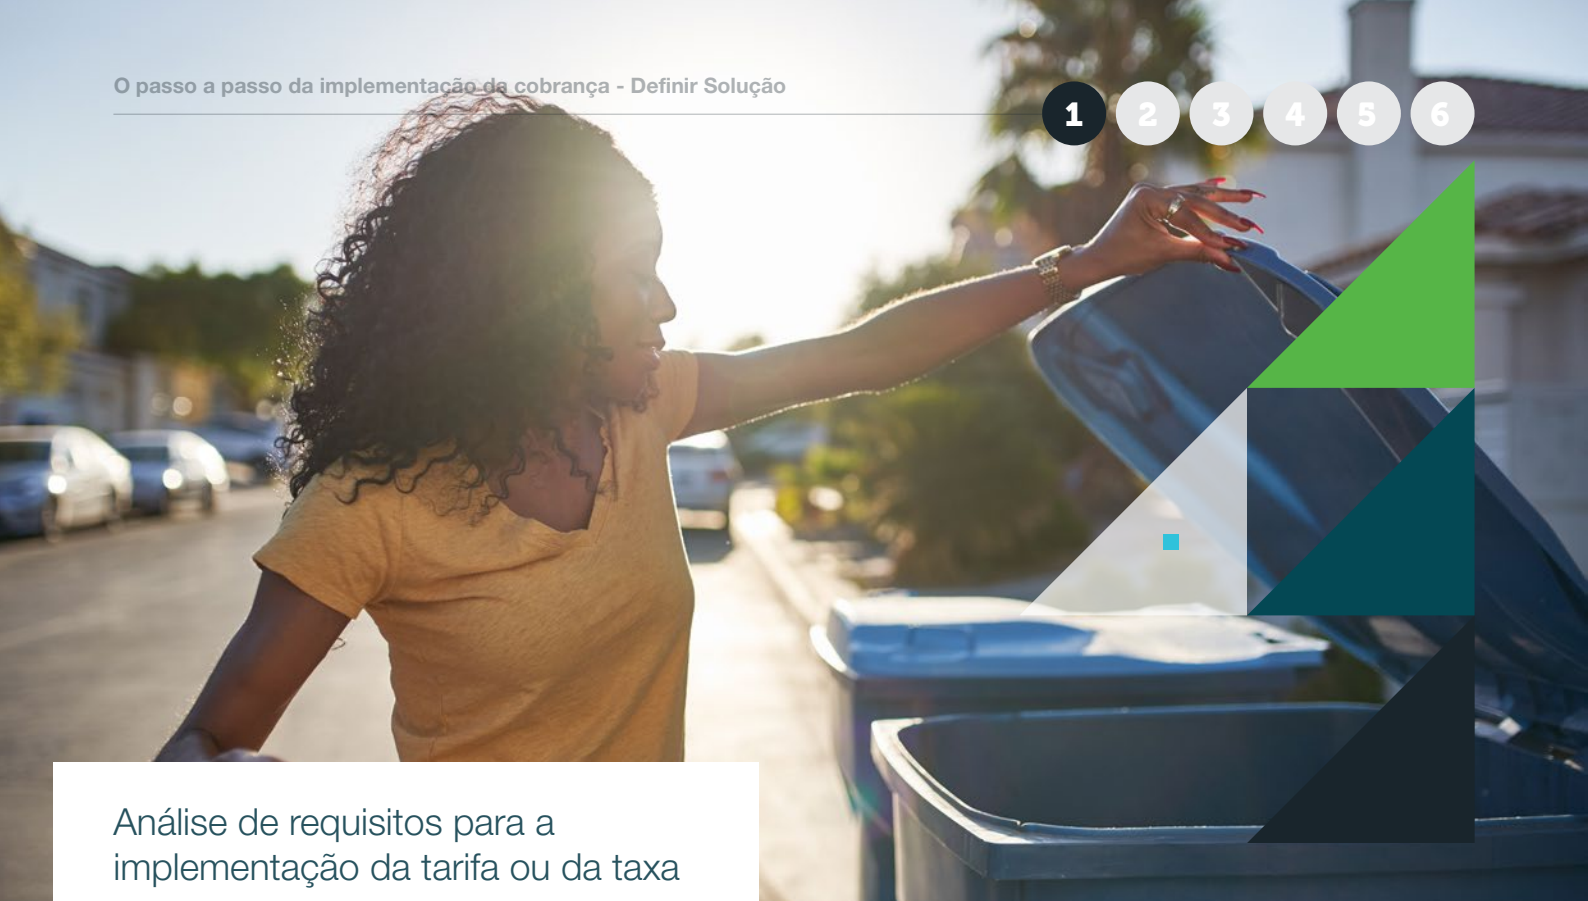 O passo a passo da implementação da cobrança - Definir Solução
1 2 3 4 5 6
Análise de requisitos para a
implementação da tarifa ou da taxa